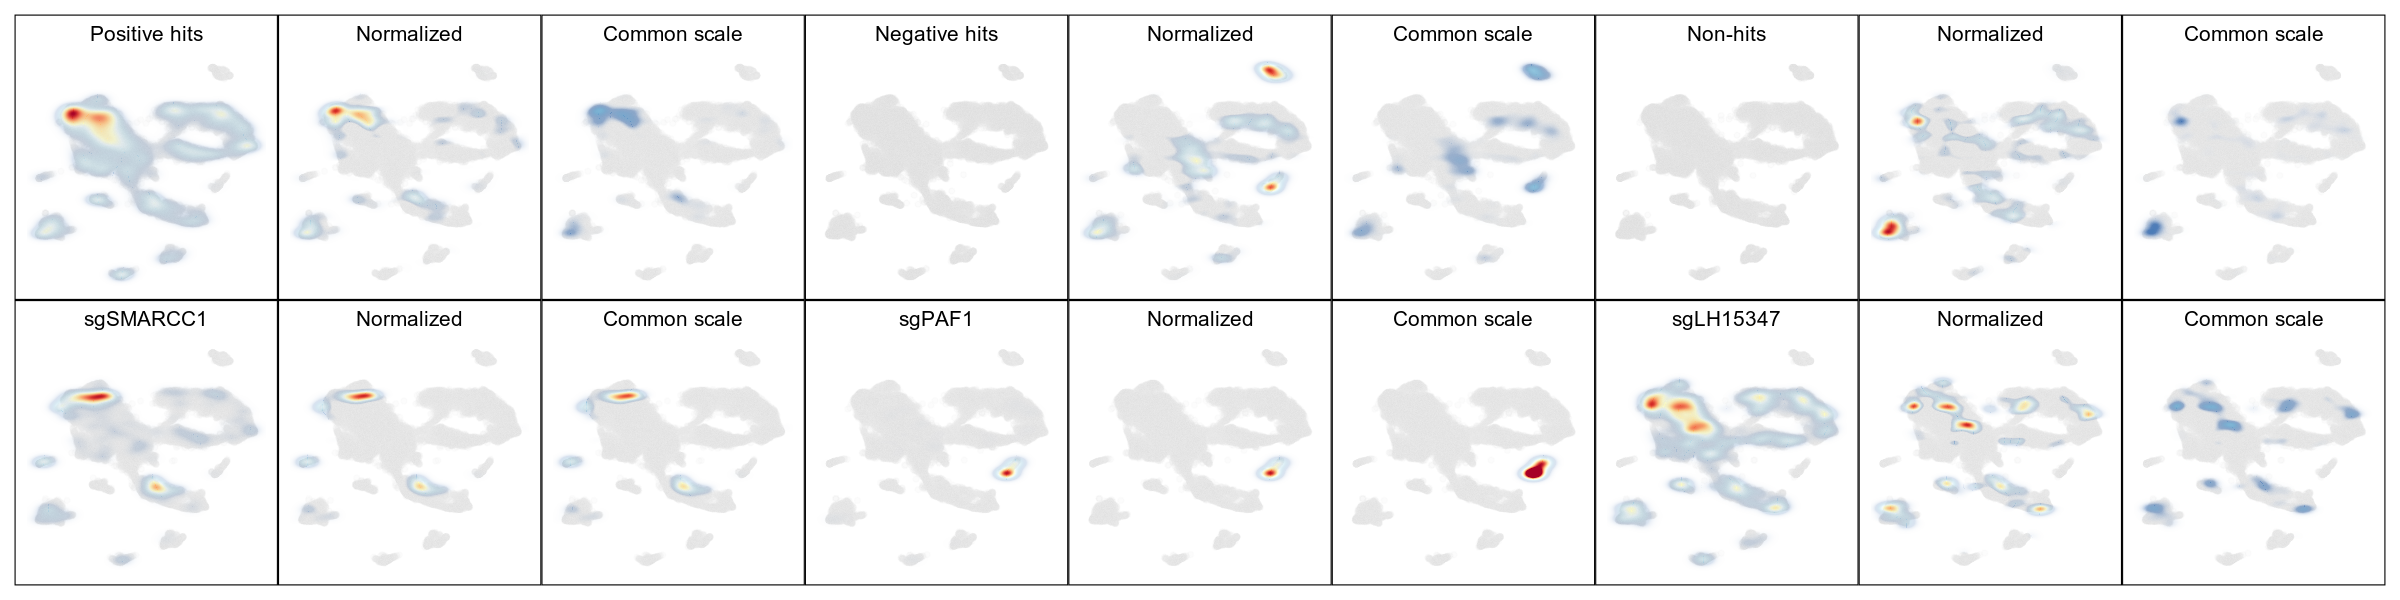 Positive hits
Normalized
Common scale
Negative hits
Normalized
Common scale
Non-hits
Normalized
Common scale
sgSMARCC1
Normalized
Common scale
sgPAF1
Normalized
Common scale
sgLH15347
Normalized
Common scale